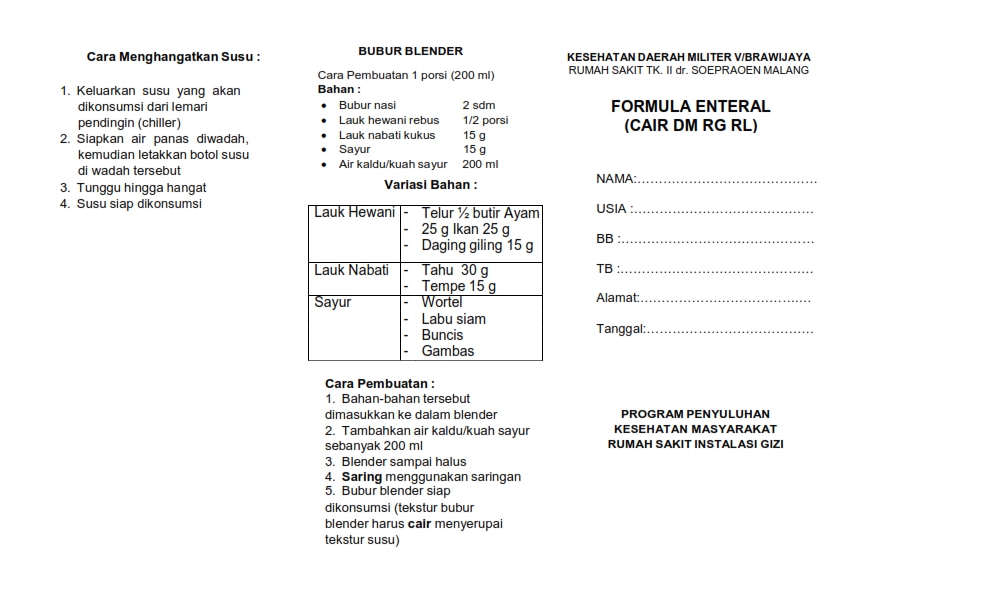 Cara Menghangatkan Susu :
1. Keluarkan susu yang akan
dikonsumsi dari lemari
pendingin (chiller)
2. Siapkan air panas diwadah,
kemudian letakkan botol susu
di wadah tersebut
3. Tunggu hingga hangat
4. Susu siap dikonsumsi
BUBUR BLENDER
Cara Pembuatan 1 porsi (200 ml)
Bahan :
• Bubur nasi 2 sdm
• Lauk hewani rebus 1/2 porsi
• Lauk nabati kukus 15 g
• Sayur 15 g
• Air kaldu/kuah sayur 200 ml
Variasi Bahan :
Lauk Hewani - Telur ½ butir Ayam
- 25 g Ikan 25 g
- Daging giling 15 g
Lauk Nabati - Tahu 30 g
- Tempe 15 g
Sayur - Wortel
- Labu siam
- Buncis
- Gambas
Cara Pembuatan :
1. Bahan-bahan tersebut
dimasukkan ke dalam blender
2. Tambahkan air kaldu/kuah sayur
sebanyak 200 ml
3. Blender sampai halus
4. Saring menggunakan saringan
5. Bubur blender siap
dikonsumsi (tekstur bubur
blender harus cair menyerupai
tekstur susu)
KESEHATAN DAERAH MILITER V/BRAWIJAYA
RUMAH SAKIT TK. II dr. SOEPRAOEN MALANG
FORMULA ENTERAL
(CAIR DM RG RL)
NAMA:……………………………………
USIA :……………………………………
BB :………………………………………
TB :………………………………………
Alamat:…………………………………
Tanggal:…………………………………
PROGRAM PENYULUHAN
KESEHATAN MASYARAKAT
RUMAH SAKIT INSTALASI GIZI